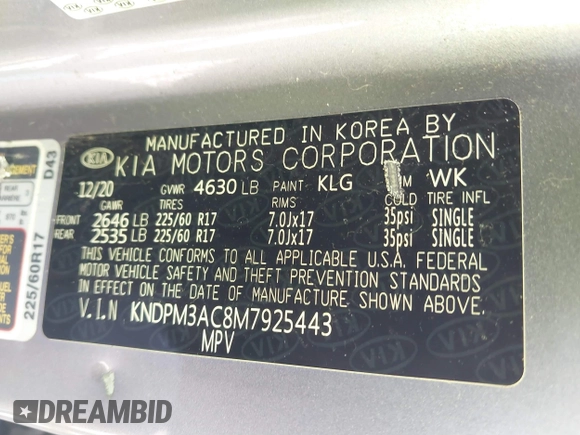 MANUFACTURED IN KOREA BY
KIA KIA MOTORS CORPORATION
12/20 GVWR 4630 LB PAINT KLG WK
GAWR TIRES RIMS COLD TIRE INFL
FRONT 2646 LB 225/60 R17 7.0Jx17 35psi SINGLE
REAR 2535 LB 225/60 R17 7.0Jx17 35psi SINGLE
THIS VEHICLE CONFORMS TO ALL APPLICABLE U.S.A. FEDERAL
MOTOR VEHICLE SAFETY AND THEFT PREVENTION STANDARDS
IN EFFECT ON THE DATE OF MANUFACTURE SHOWN ABOVE.
V.I.N KNDPM3AC8M7925443
MPV
D43
225/60R17
DREAMBID